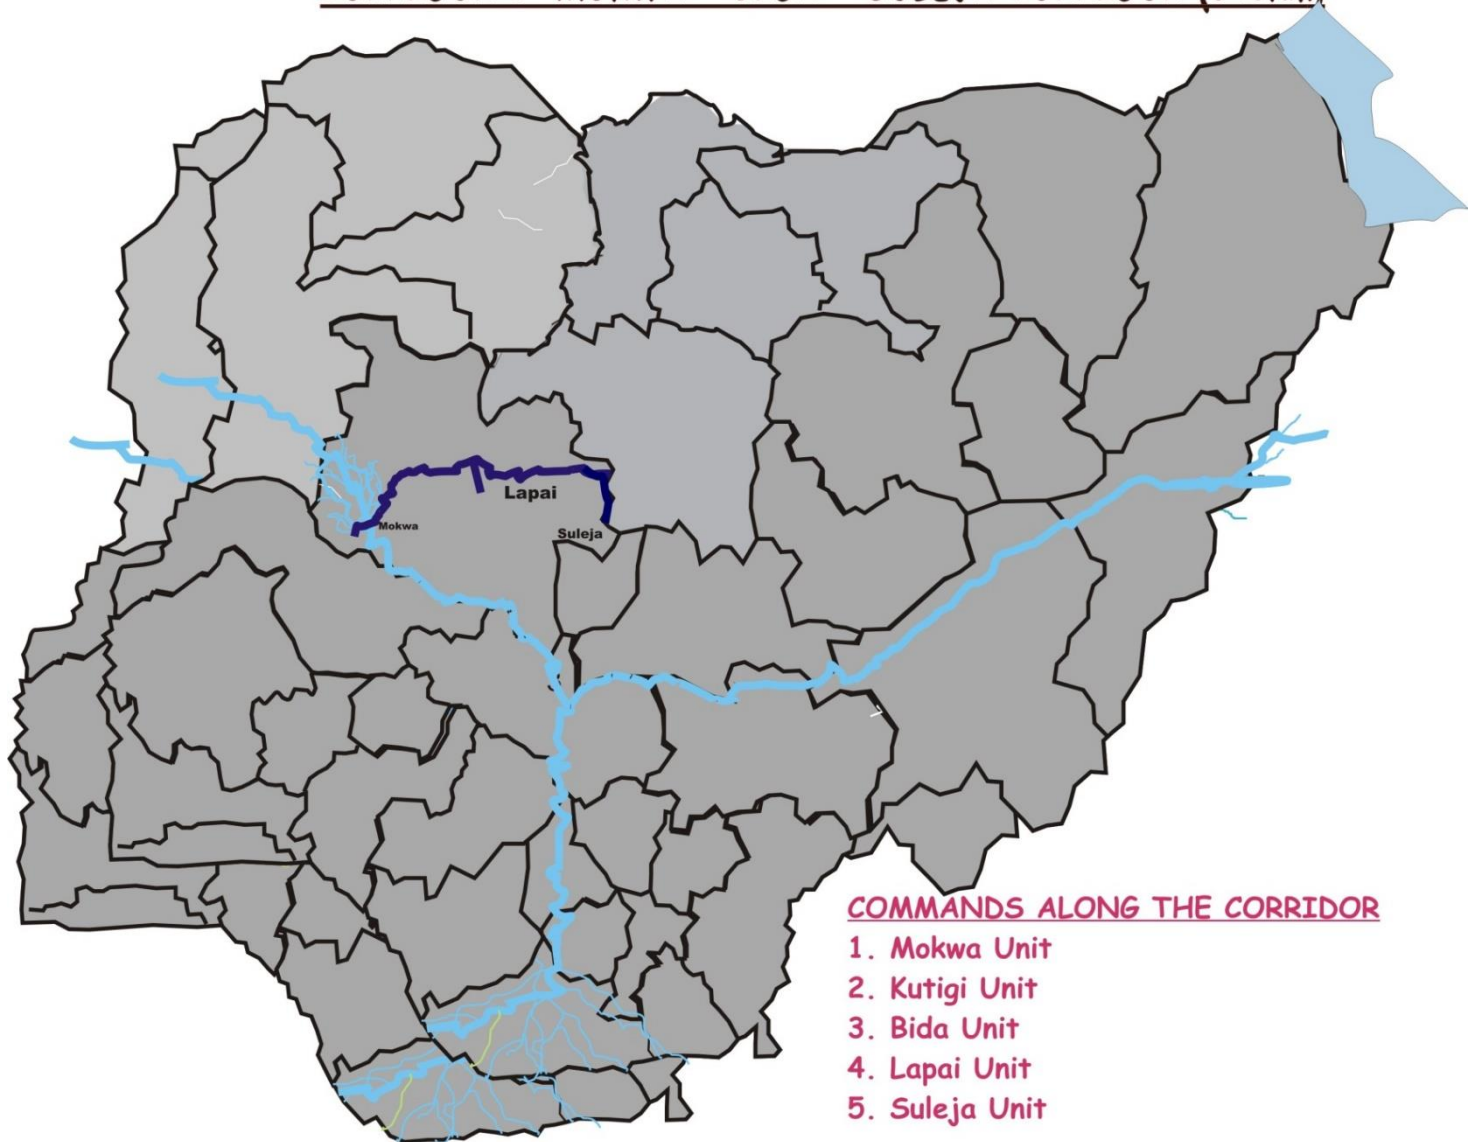 Lapai
Mokwa
Suleja
COMMANDS ALONG THE CORRIDOR
1. Mokwa Unit
2. Kutigi Unit
3. Bida Unit
4. Lapai Unit
5. Suleja Unit